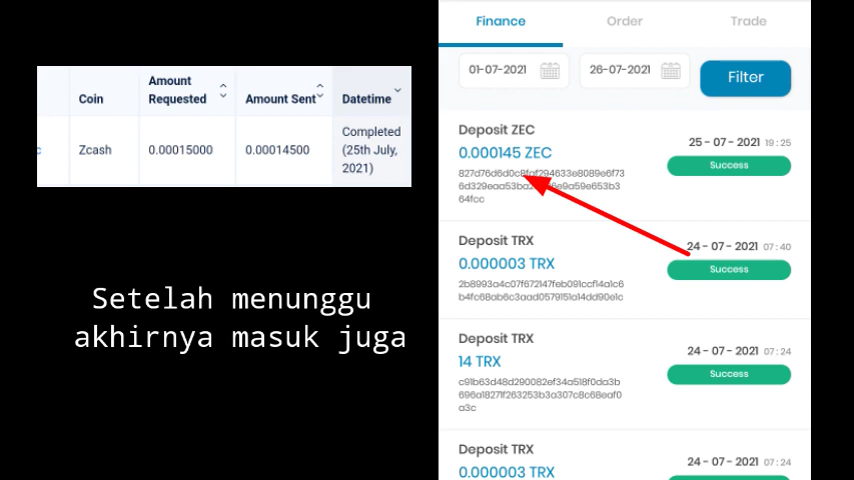 Coin
Amount Requested
Amount Sent
Datetime
Zcash
0.00015000
0.00014500
Completed
(25th July,
2021)
Setelah menunggu
akhirnya masuk juga
Finance
Order
Trade
01-07-2021
26-07-2021
Filter
Deposit ZEC
25-07-2021 19:25
0.000145 ZEC
Success
64fcc
Deposit TRX
24-07-2021 07:40
0.000003 TRX
Success
2b8993a4c07f672147feb091ccf14a1c6
b4fc68ab6c3aad0579151a14dd90e1c
Deposit TRX
24-07-2021 07:24
14 TRX
Success
c91b63d48d290082ef34a518f0da3b
696a18271f263253b3a307c8c68eaf0
a3c
Deposit TRX
24-07-2021 07:24
0.000003 TRX